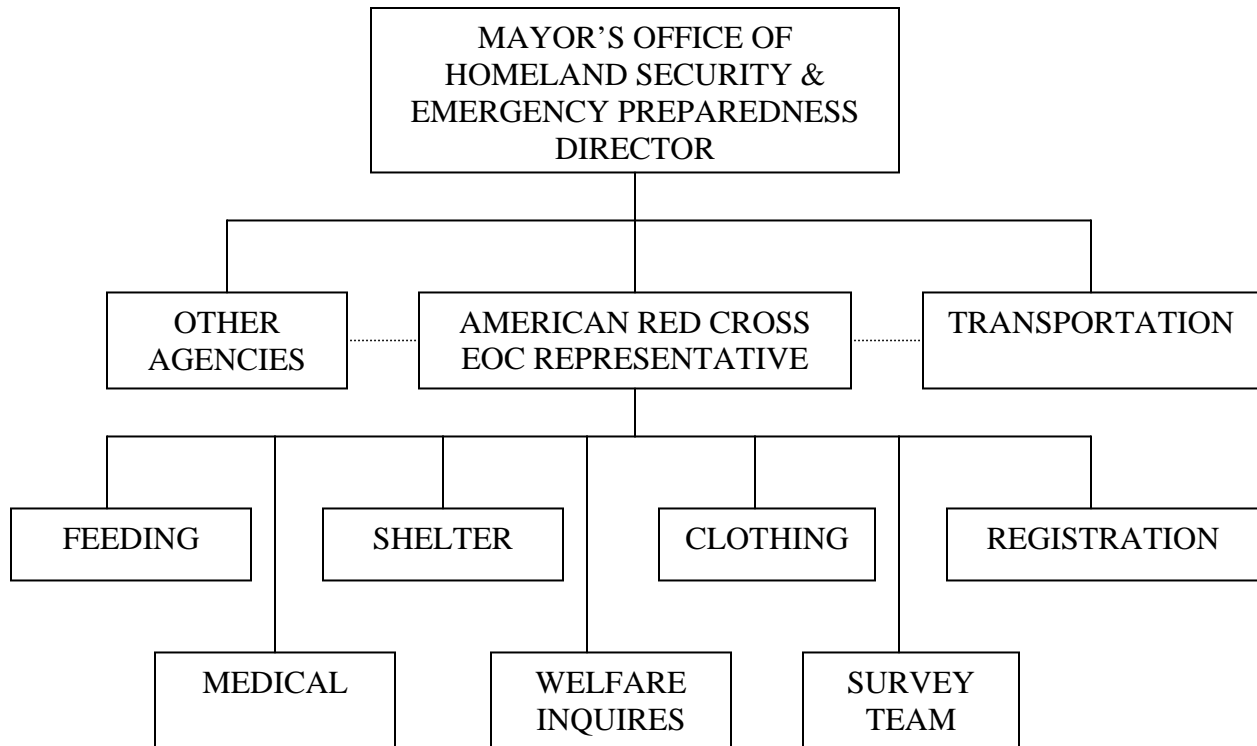 MAYOR’S OFFICE OF
HOMELAND SECURITY &
EMERGENCY PREPAREDNESS
DIRECTOR
OTHER
AGENCIES
AMERICAN RED CROSS
EOC REPRESENTATIVE
TRANSPORTATION
FEEDING
SHELTER
CLOTHING
REGISTRATION
MEDICAL
WELFARE
INQUIRES
SURVEY
TEAM